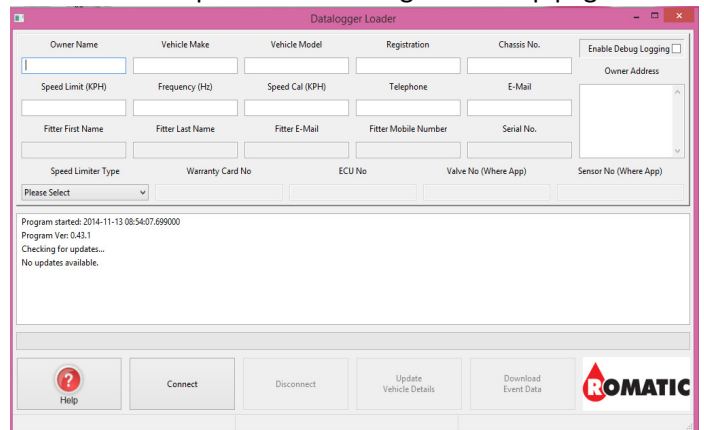 Datalogger Loader
Owner Name Vehicle Make Vehicle Model Registration Chassis No. Enable Debug Logging
Owner Address
Speed Limit (KPH) Frequency (Hz) Speed Cal (KPH) Telephone E-Mail
Fitter First Name Fitter Last Name Fitter E-Mail Fitter Mobile Number Serial No.
Speed Limiter Type Warranty Card No ECU No Valve No (Where App) Sensor No (Where App)
Please Select
Program started: 2014-11-13 08:54:07.699000
Program Ver: 0.43.1
Checking for updates...
No updates available.
Help Connect Disconnect Update Vehicle Details Download Event Data ROMATIC